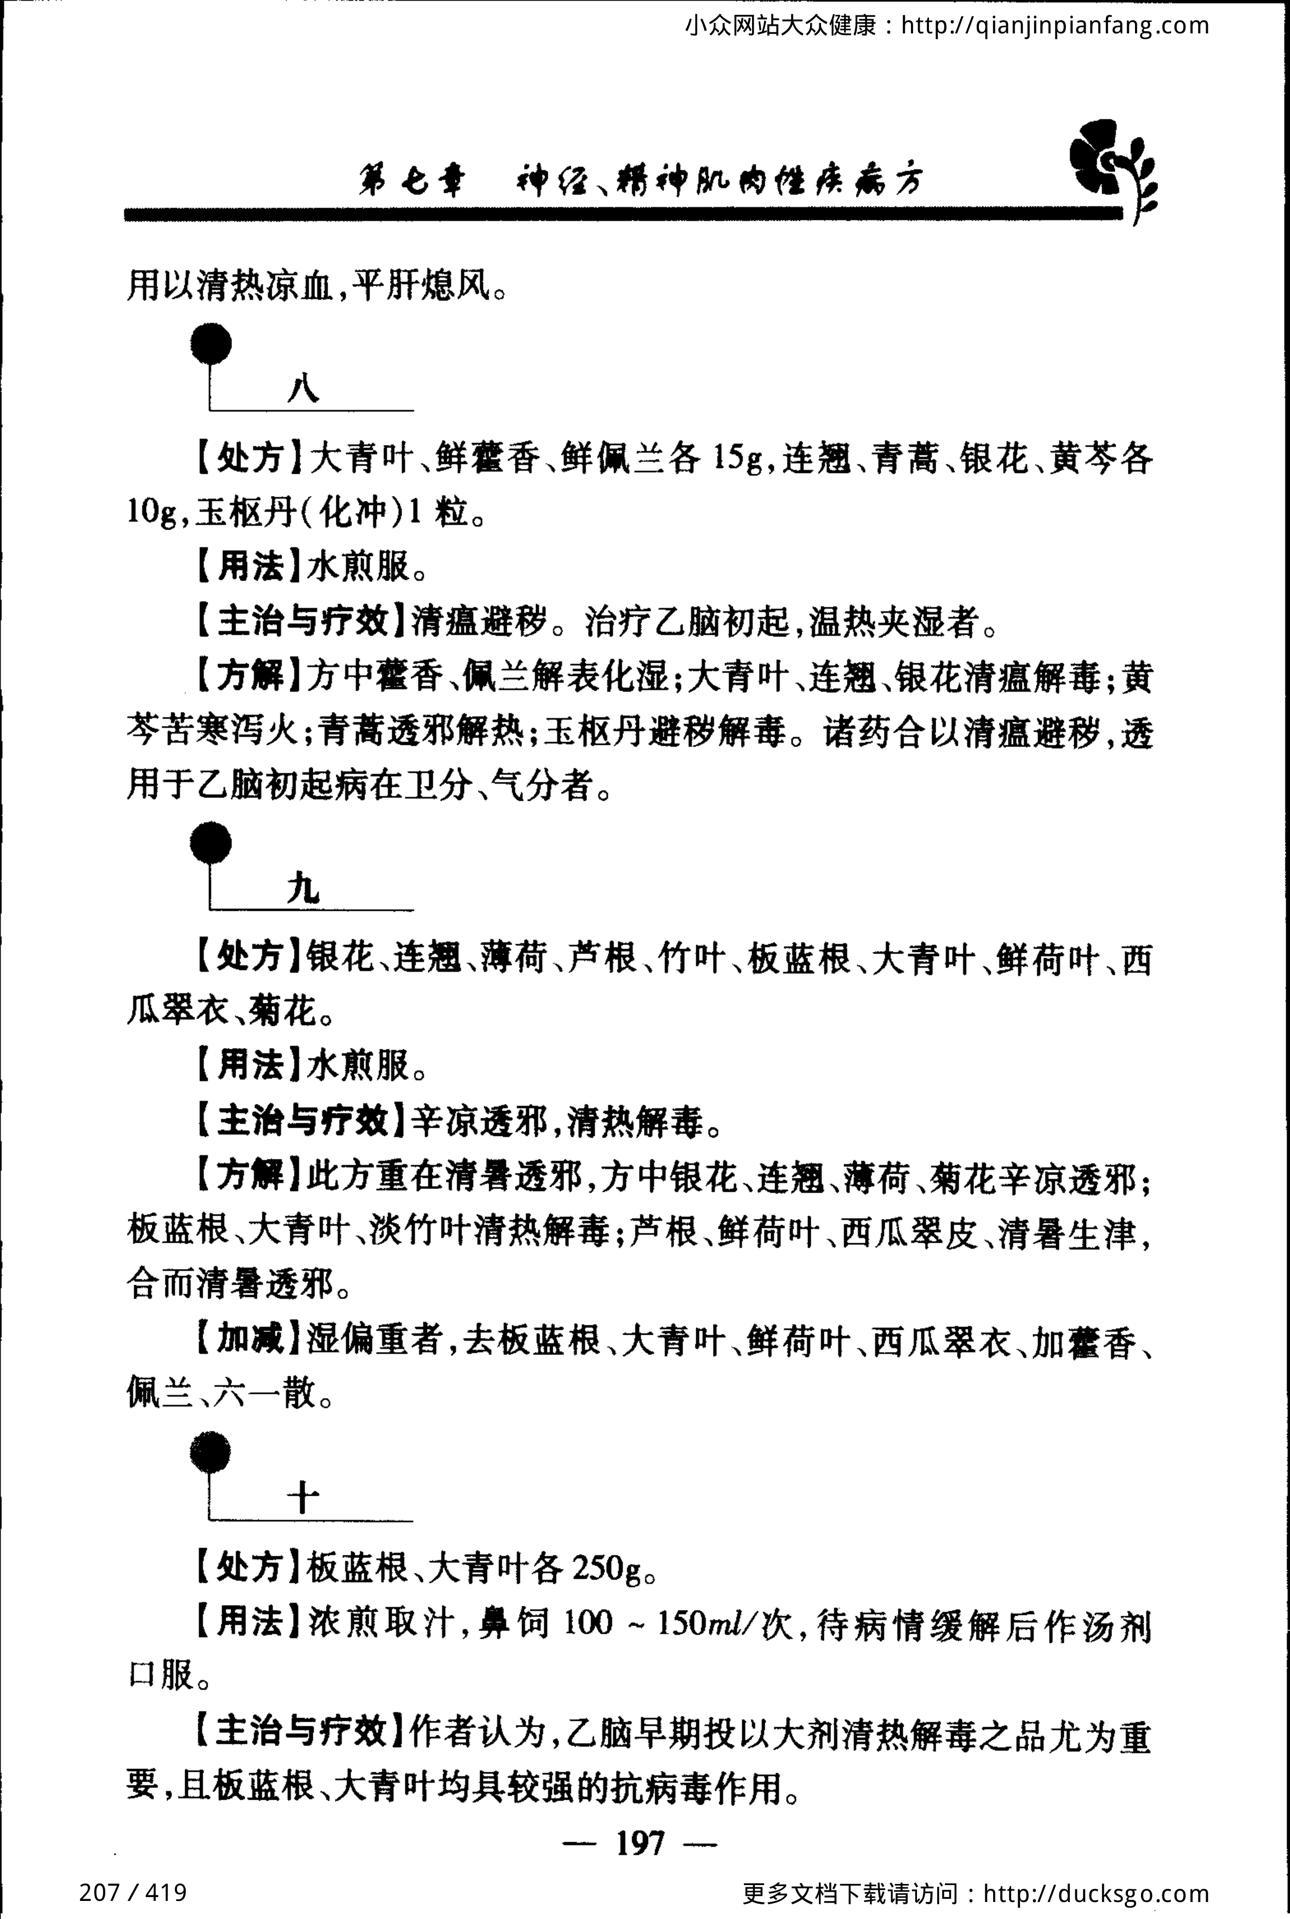 小众网站大众健康：http://qianjinpianfang.com
第七章　神经、精神肌肉性疾病方
用以清热凉血,平肝熄风。
八
【处方】大青叶、鲜藿香、鲜佩兰各 15g,连翘、青蒿、银花、黄芩各
10g,玉枢丹(化冲)1 粒。
【用法】水煎服。
【主治与疗效】清瘟避秽。治疗乙脑初起,温热夹湿者。
【方解】方中藿香、佩兰解表化湿;大青叶、连翘、银花清瘟解毒;黄
芩苦寒泻火;青蒿透邪解热;玉枢丹避秽解毒。诸药合以清瘟避秽,透
用于乙脑初起病在卫分、气分者。
九
【处方】银花、连翘、薄荷、芦根、竹叶、板蓝根、大青叶、鲜荷叶、西
瓜翠衣、菊花。
【用法】水煎服。
【主治与疗效】辛凉透邪,清热解毒。
【方解】此方重在清暑透邪,方中银花、连翘、薄荷、菊花辛凉透邪;
板蓝根、大青叶、淡竹叶清热解毒;芦根、鲜荷叶、西瓜翠皮、清暑生津,
合而清暑透邪。
【加减】湿偏重者,去板蓝根、大青叶、鲜荷叶、西瓜翠衣、加藿香、
佩兰、六一散。
十
【处方】板蓝根、大青叶各 250g。
【用法】浓煎取汁,鼻饲 100 ~ 150ml/次,待病情缓解后作汤剂
口服。
【主治与疗效】作者认为,乙脑早期投以大剂清热解毒之品尤为重
要,且板蓝根、大青叶均具较强的抗病毒作用。
— 197 —
207 / 419
更多文档下载请访问：http://ducksgo.com